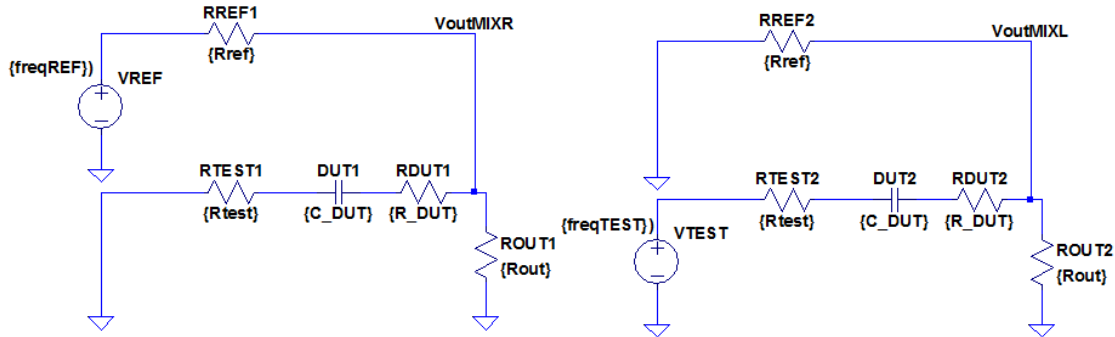 RREF1
VoutMIXR
{Rref}
{freqREF})
VREF
RTEST1
DUT1
RDUT1
{Rtest}
{C_DUT}
{R_DUT}
ROUT1
{Rout}
RREF2
VoutMIXL
{Rref}
RTEST2
DUT2
RDUT2
{freqTEST})
{Rtest}
{C_DUT}
{R_DUT}
VTEST
ROUT2
{Rout}